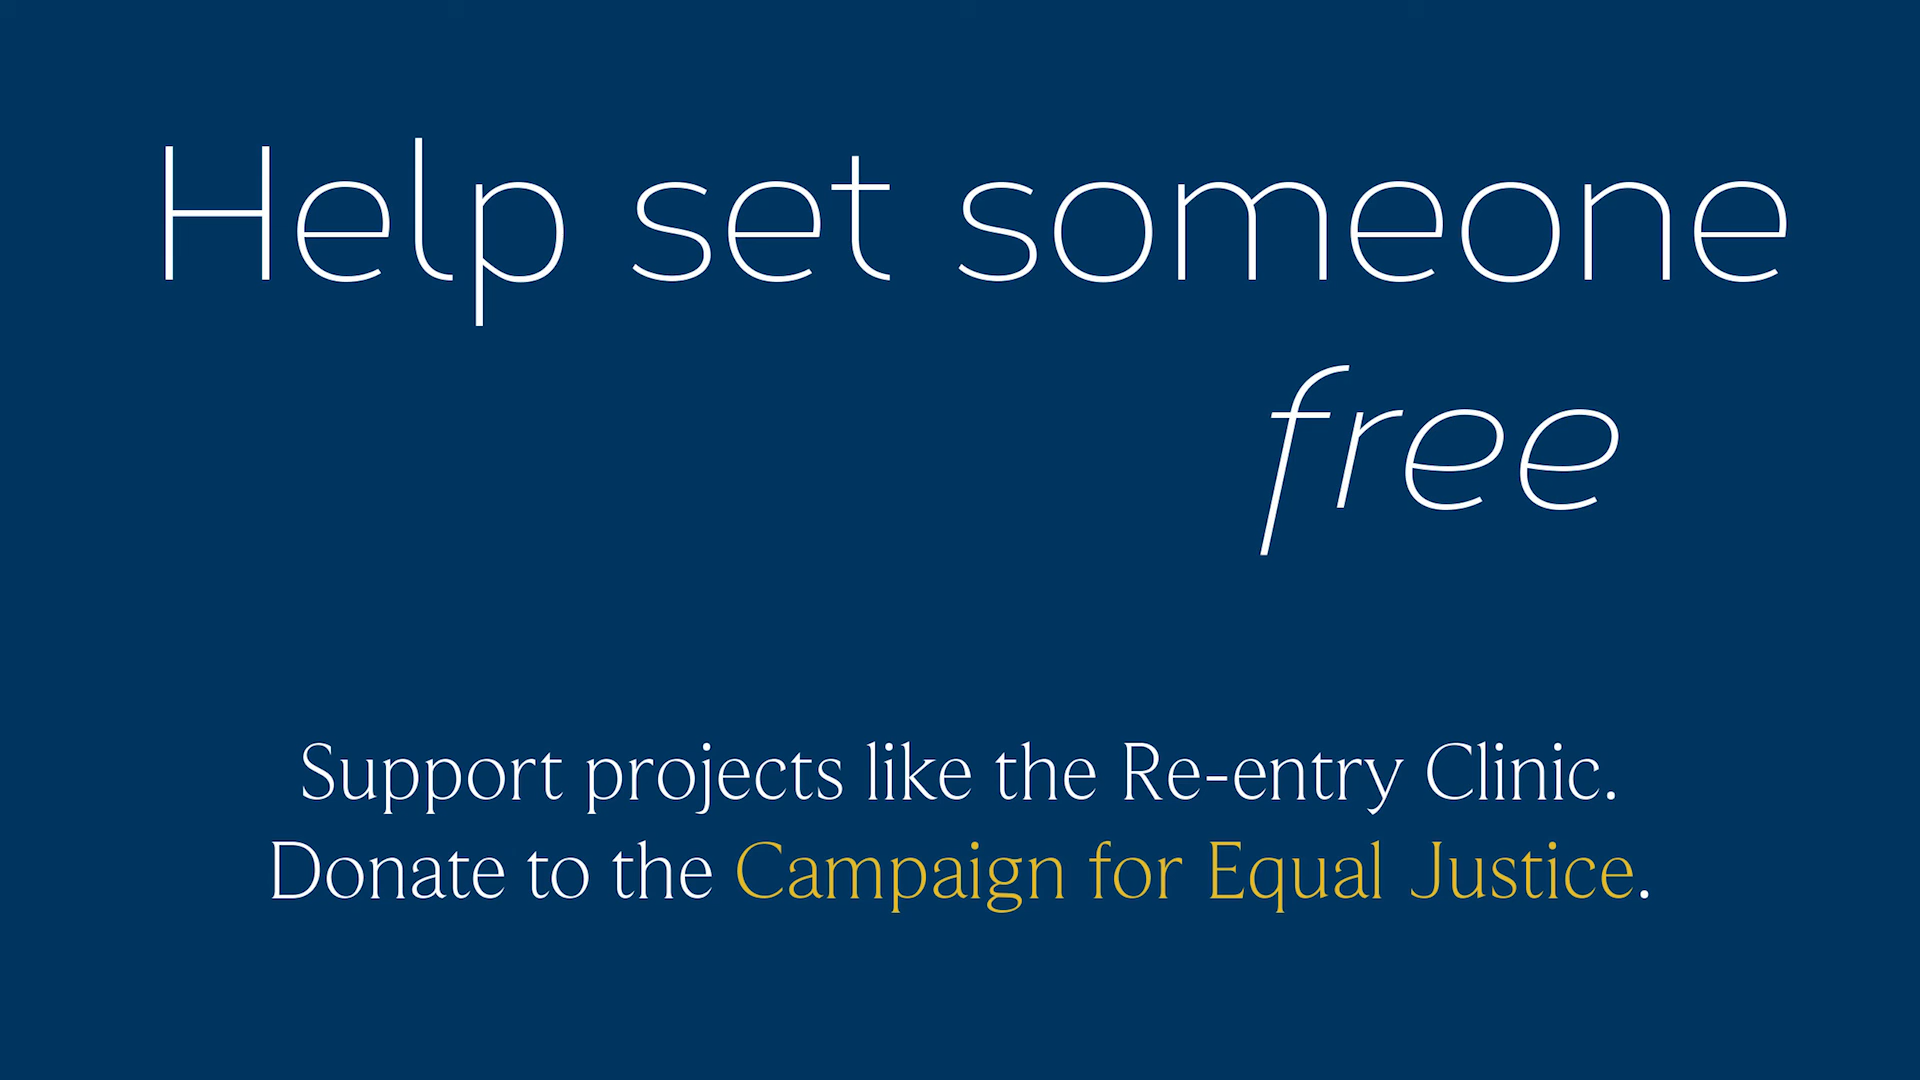 Help set someone
free
Support projects like the Re-entry Clinic.
Donate to the Campaign for Equal Justice.